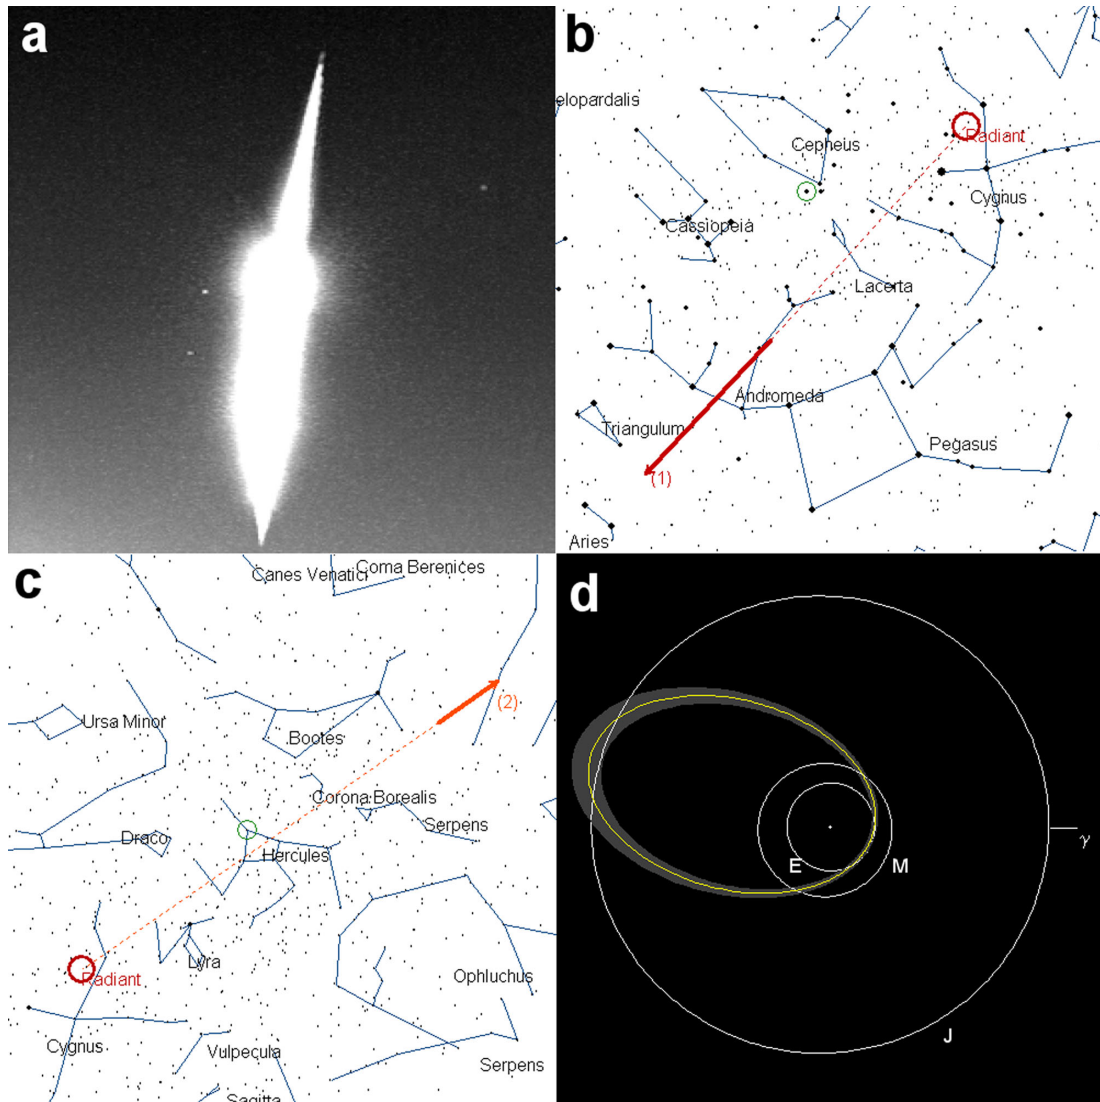 a
b
elopardalis
Radiant
Cepheus
Cygnus
Cassiopeia
Lacerta
Andromeda
Triangulum
Pegasus
(1)
Aries
c
Canes Venatici
Coma Berenices
(2)
Ursa Minor
Bootes
Corona Borealis
Serpens
Draco
Hercules
Lyra
Radiant
Ophiuchus
Cygnus
Vulpecula
Serpens
Sagitta
d
γ
E
M
J